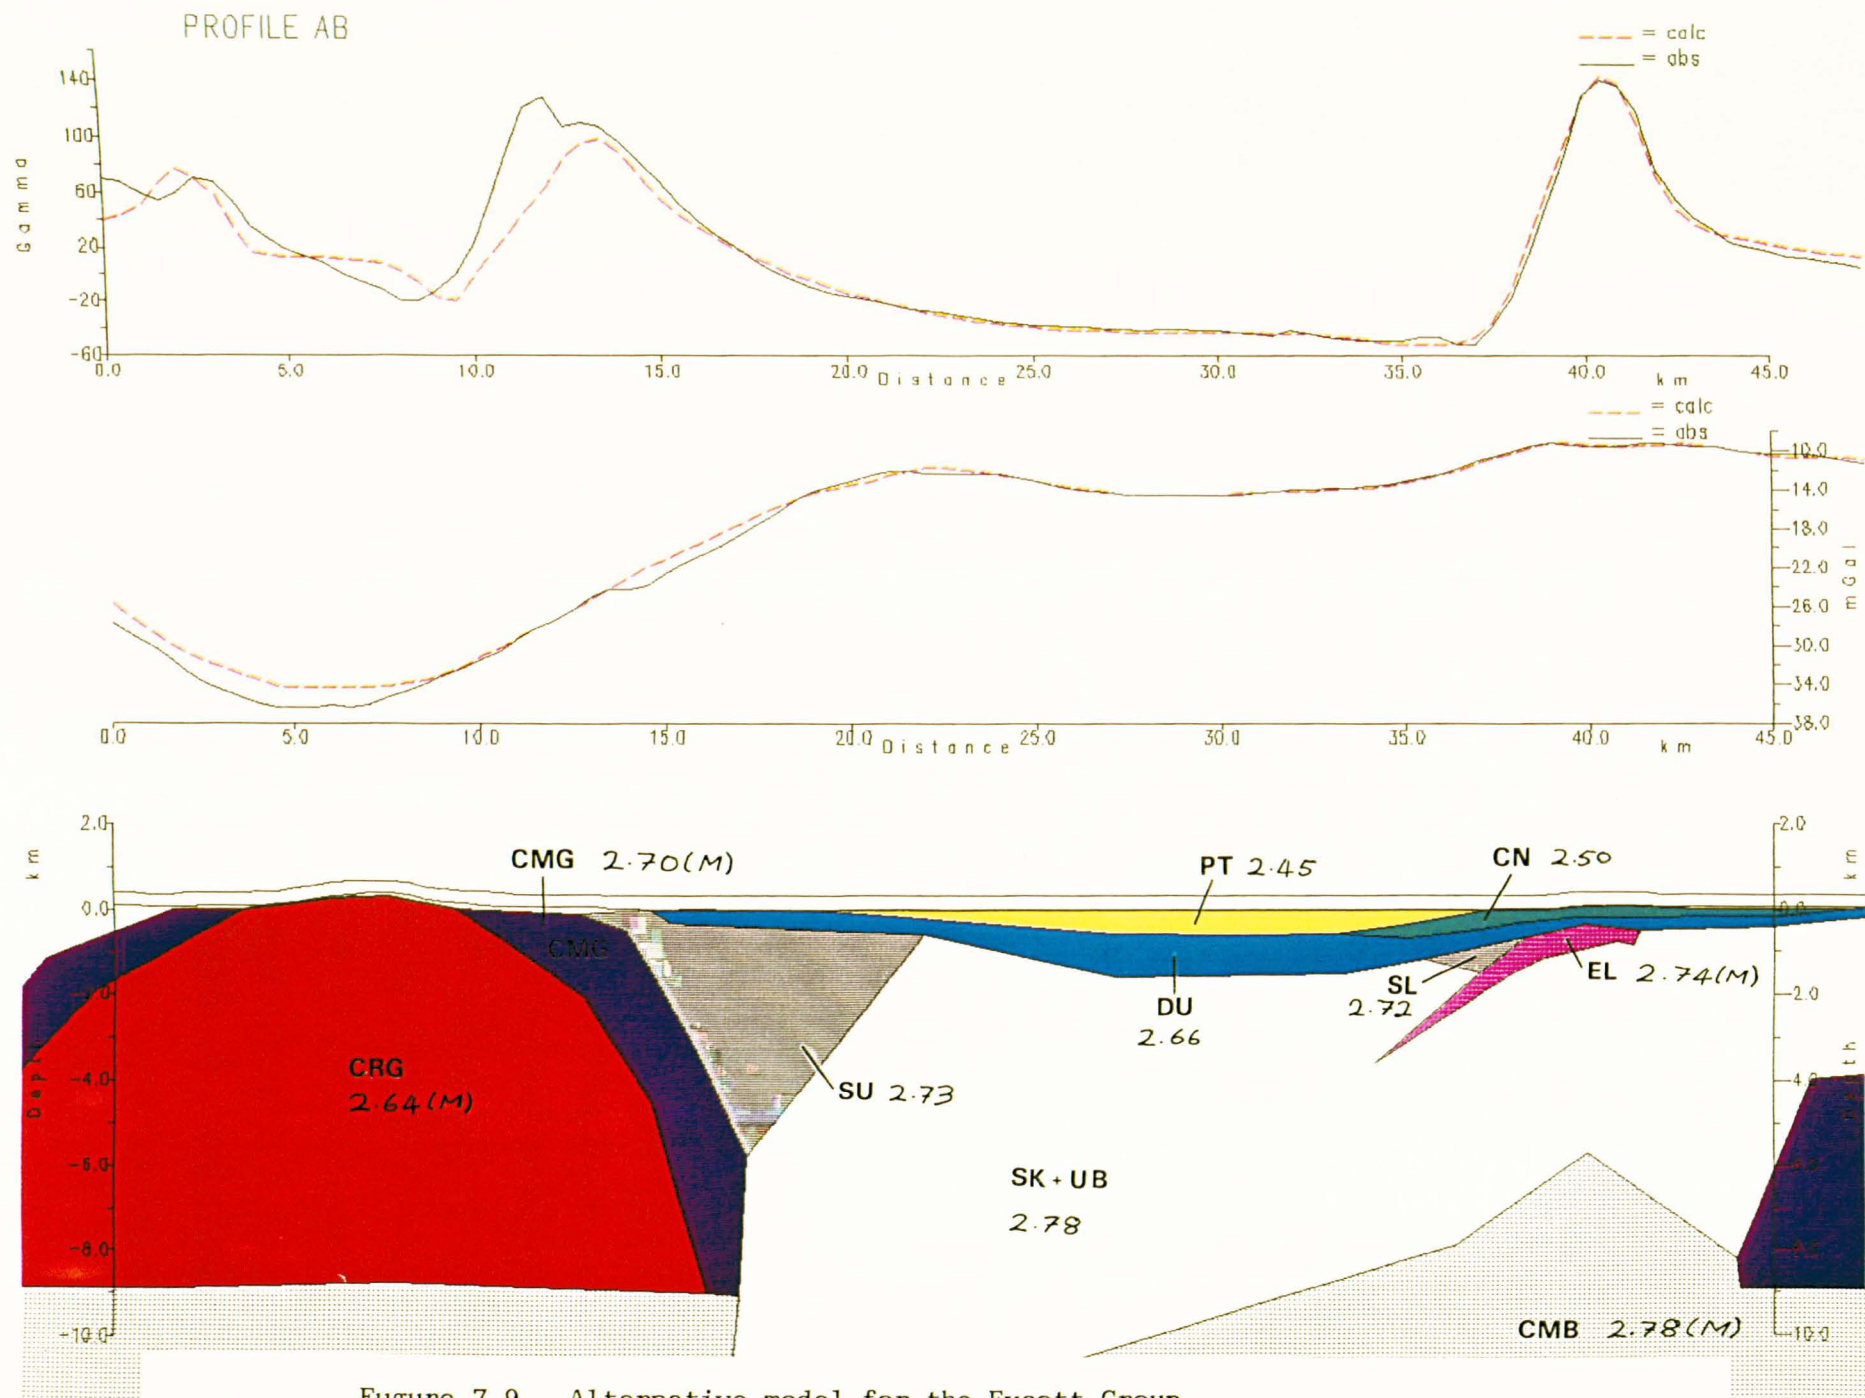 PROFILE AB
= calc
= abs
Gamma
140
100
60
20
-20
-60
0.0 5.0 10.0 15.0 20.0 25.0 30.0 35.0 40.0 45.0
Distance
km
= calc
= abs
-10.0
-14.0
-18.0
-22.0
-26.0
-30.0
-34.0
-38.0
mGal
0.0 5.0 10.0 15.0 20.0 25.0 30.0 35.0 40.0 45.0
Distance
km
2.0
0.0
-4.0
-6.0
-8.0
-10.0
km
2.0
0.0
-2.0
-4.0
-10.0
km
CMG 2.70(M)
CMG
PT 2.45
CN 2.50
SL
2.72
EL 2.74(M)
DU
2.66
CRG
2.64(M)
SU 2.73
SK + UB
2.78
CMB 2.78(M)